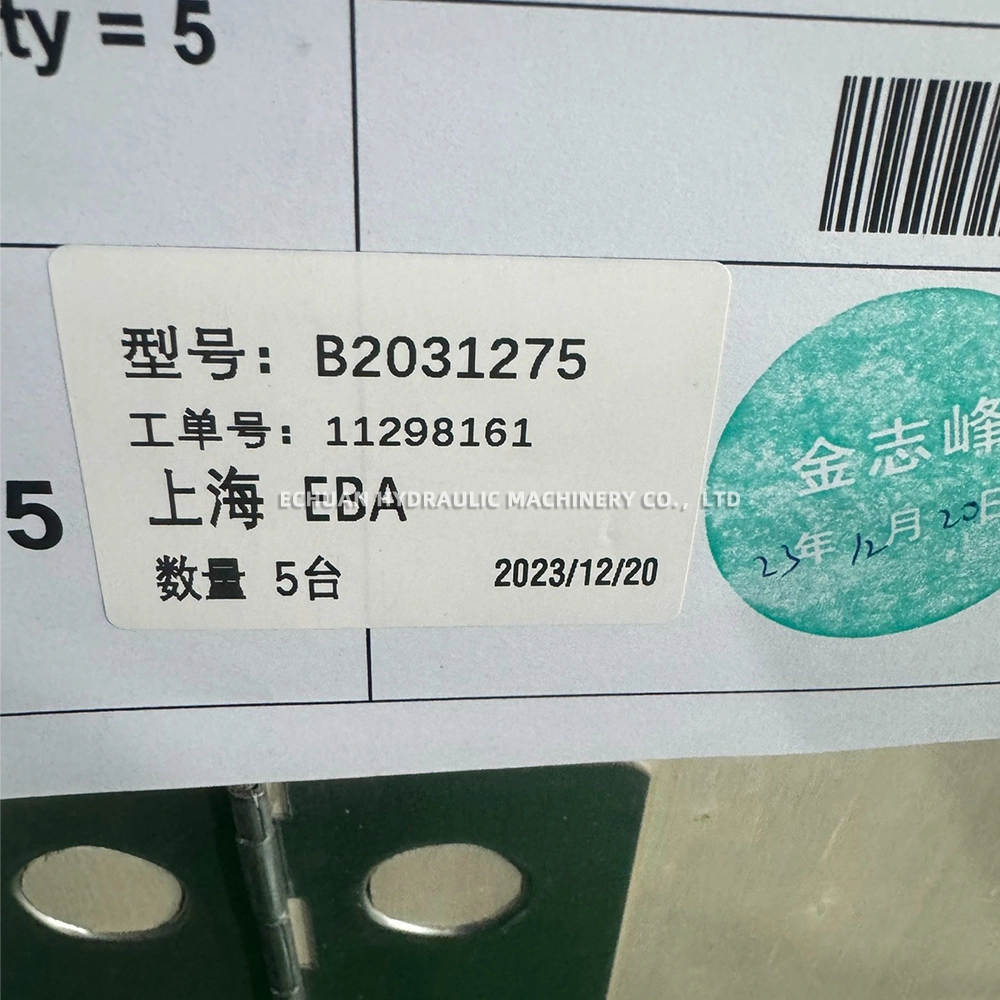 ty = 5
型号: B2031275
工单号: 11298161
上海 EBA
ECHUAN HYDRAULIC MACHINERY CO., LTD
数量 5台
2023/12/20
5
金志峰
23年 12月 20日